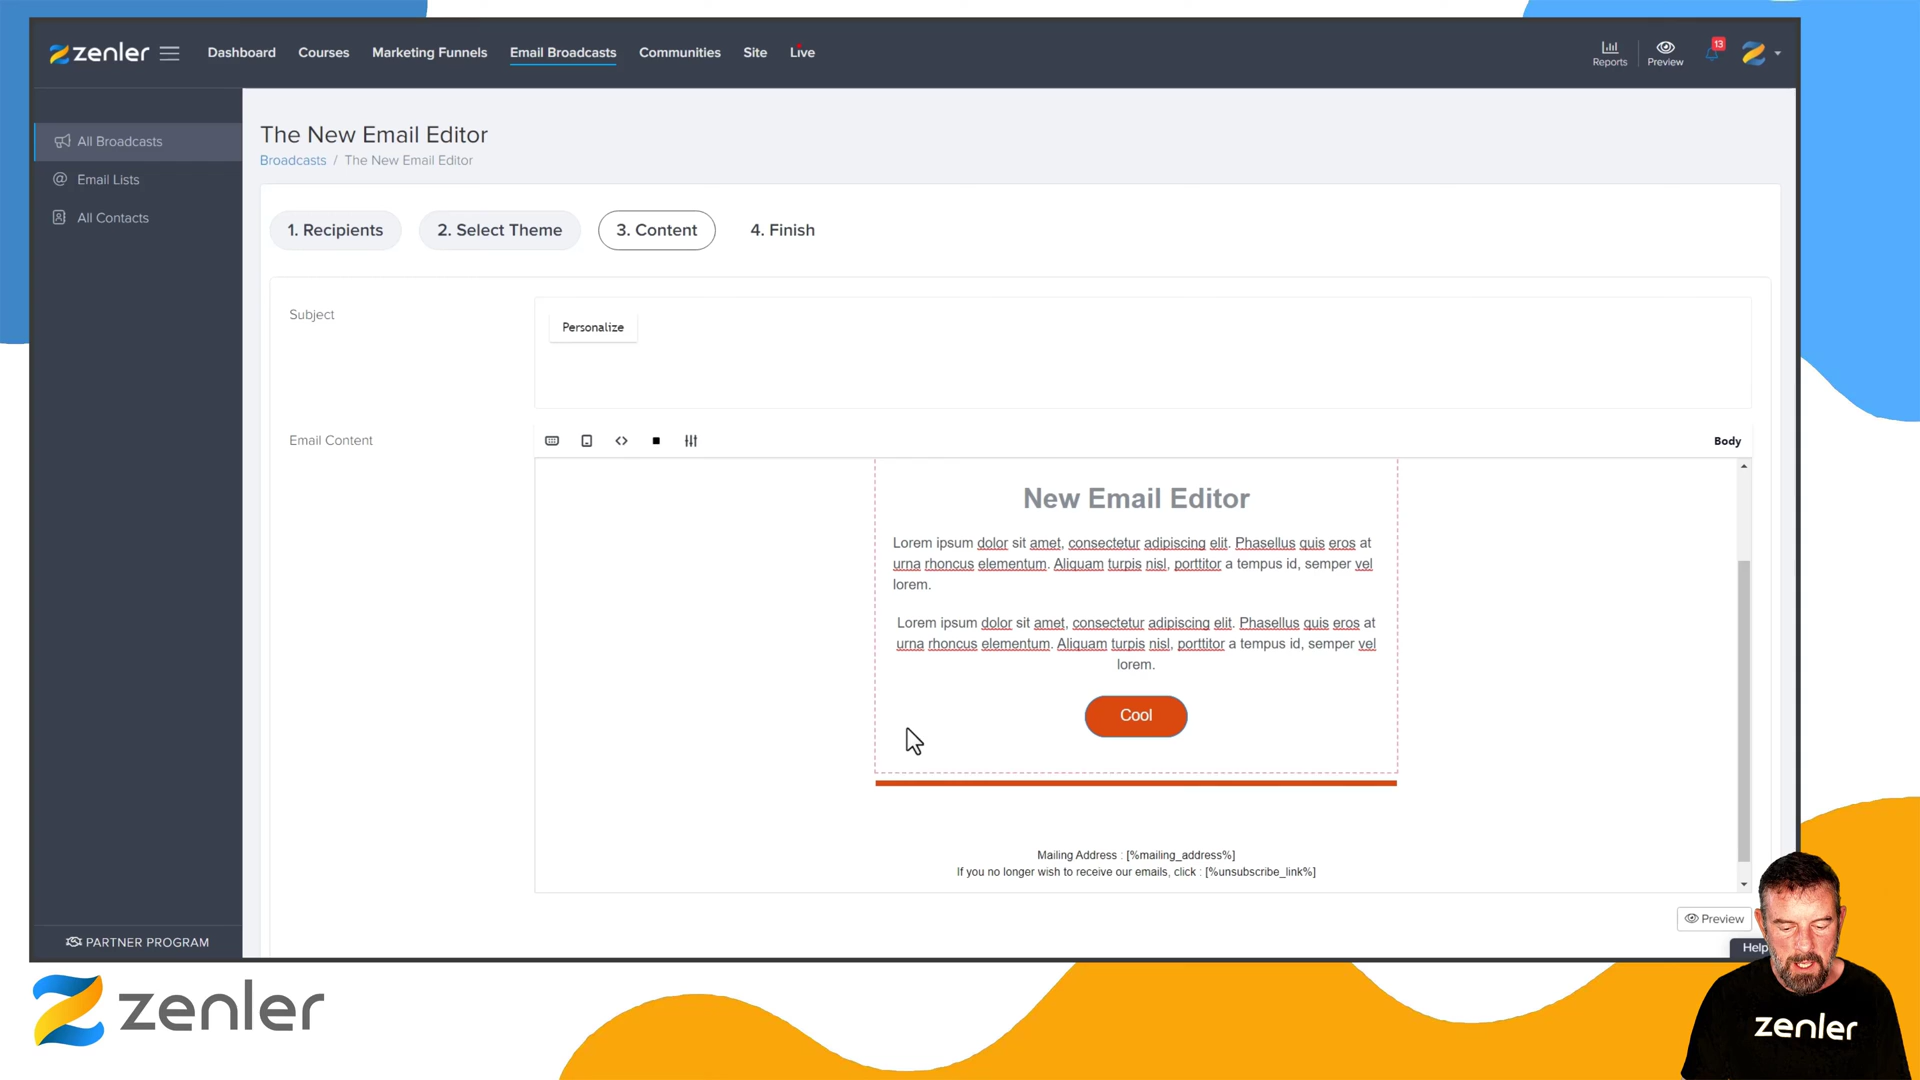 zenler
Dashboard
Courses
Marketing Funnels
Email Broadcasts
Communities
Site
Live
Reports
Preview
13
All Broadcasts
Email Lists
All Contacts
PARTNER PROGRAM
The New Email Editor
Broadcasts / The New Email Editor
1. Recipients
2. Select Theme
3. Content
4. Finish
Subject
Personalize
Email Content
Body
New Email Editor
Lorem ipsum dolor sit amet, consectetur adipiscing elit. Phasellus quis eros at
urna rhoncus elementum. Aliquam turpis nisl, porttitor a tempus id, semper vel
lorem.
Lorem ipsum dolor sit amet, consectetur adipiscing elit. Phasellus quis eros at
urna rhoncus elementum. Aliquam turpis nisl, porttitor a tempus id, semper vel
lorem.
Cool
Mailing Address : [%mailing_address%]
If you no longer wish to receive our emails, click : [%unsubscribe_link%]
Preview
Help
zenler
zenler